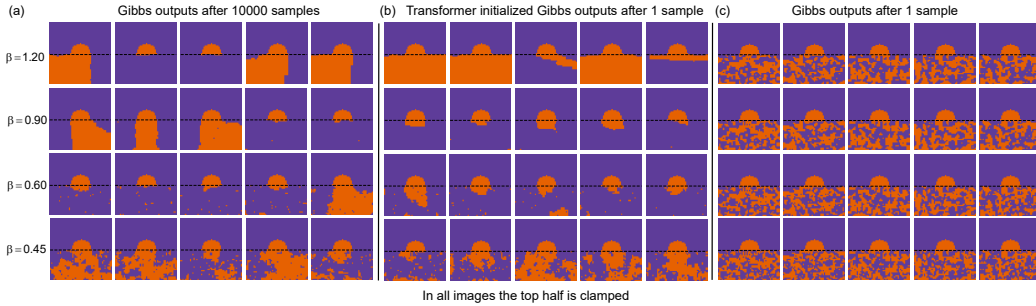 (a) Gibbs outputs after 10000 samples
(b) Transformer initialized Gibbs outputs after 1 sample
(c) Gibbs outputs after 1 sample
β=1.20
β=0.90
β=0.60
β=0.45
In all images the top half is clamped